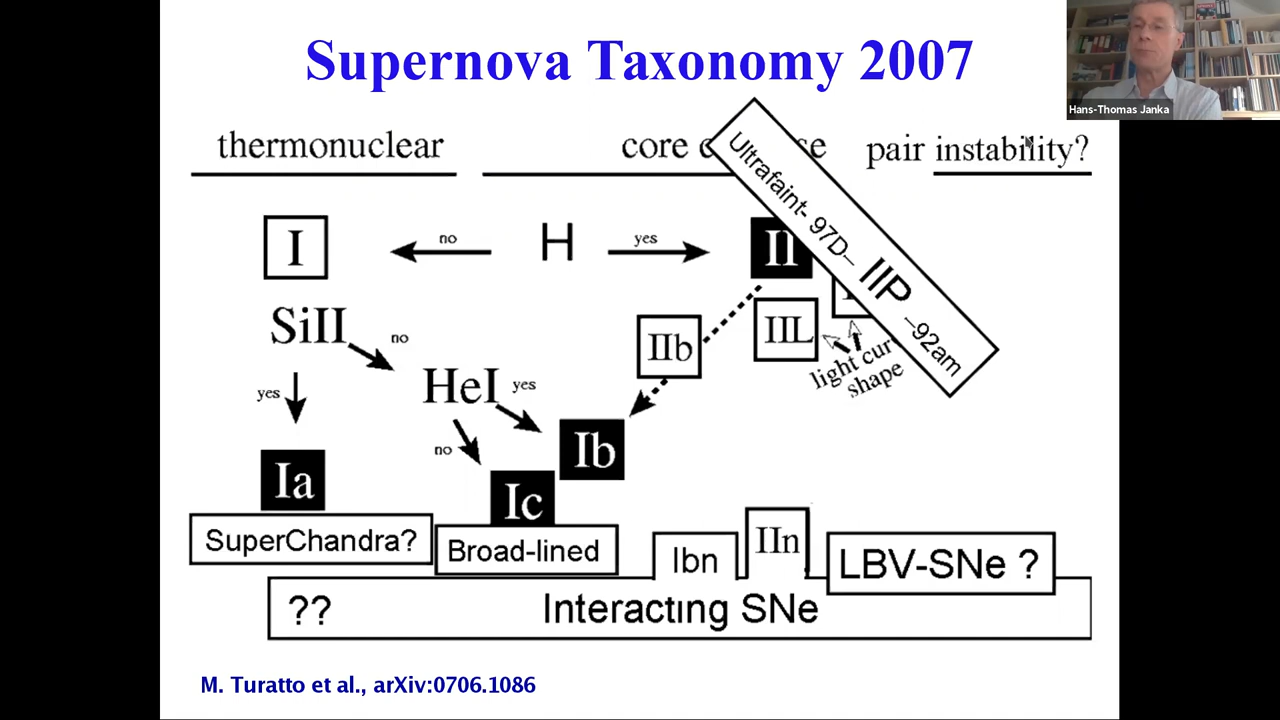 Supernova Taxonomy 2007
Hans-Thomas Janka
thermonuclear
core
se
pair instability?
Ultrafaint- 97D– IIP –92am
I
no
H
yes
II
SiII
no
IIb
IIL
light cur
shape
yes
HeI
yes
no
Ib
Ia
Ic
SuperChandra?
Broad-lined
Ibn
IIn
LBV-SNe ?
??
Interacting SNe
M. Turatto et al., arXiv:0706.1086